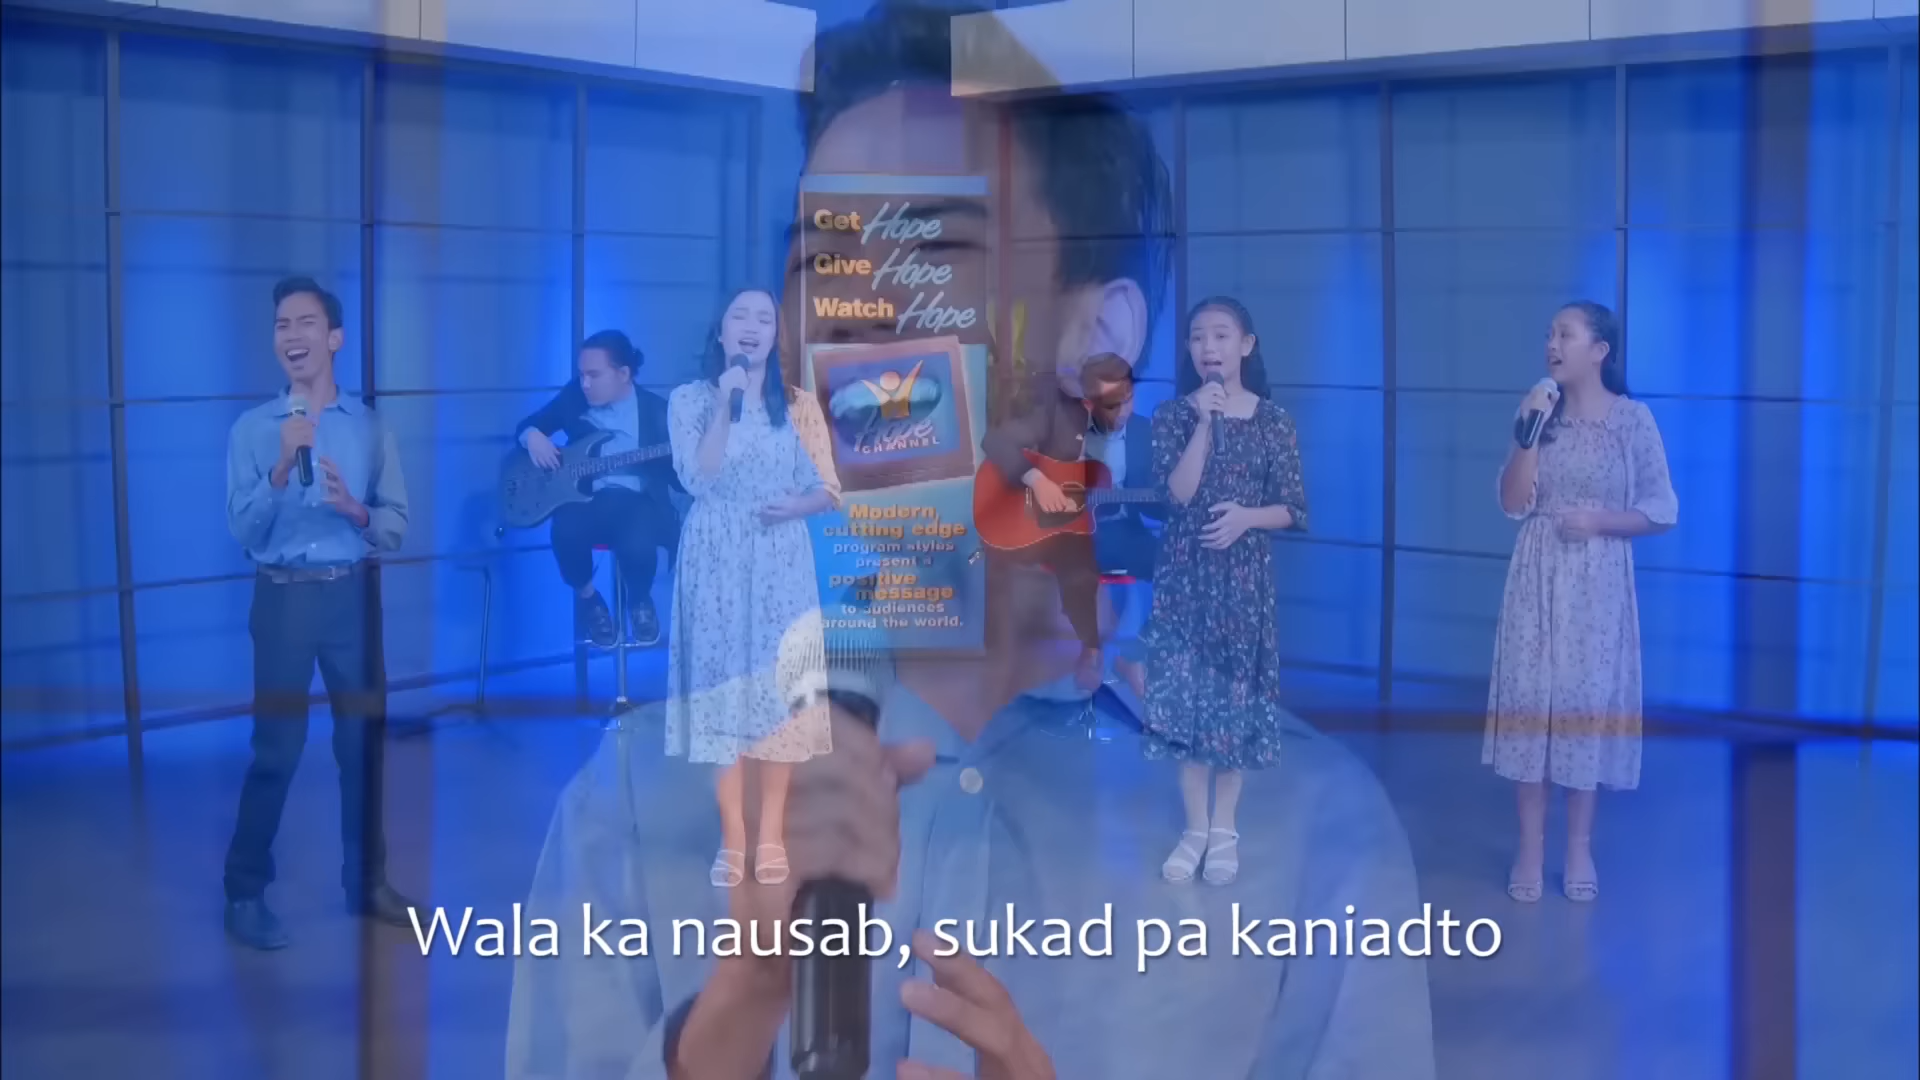 Get Hope
Give Hope
Watch Hope
Hope
CHANNEL
Modern,
cutting edge
program styles
present a
positive
message
to audiences
around the world.
Wala ka nausab, sukad pa kaniadto